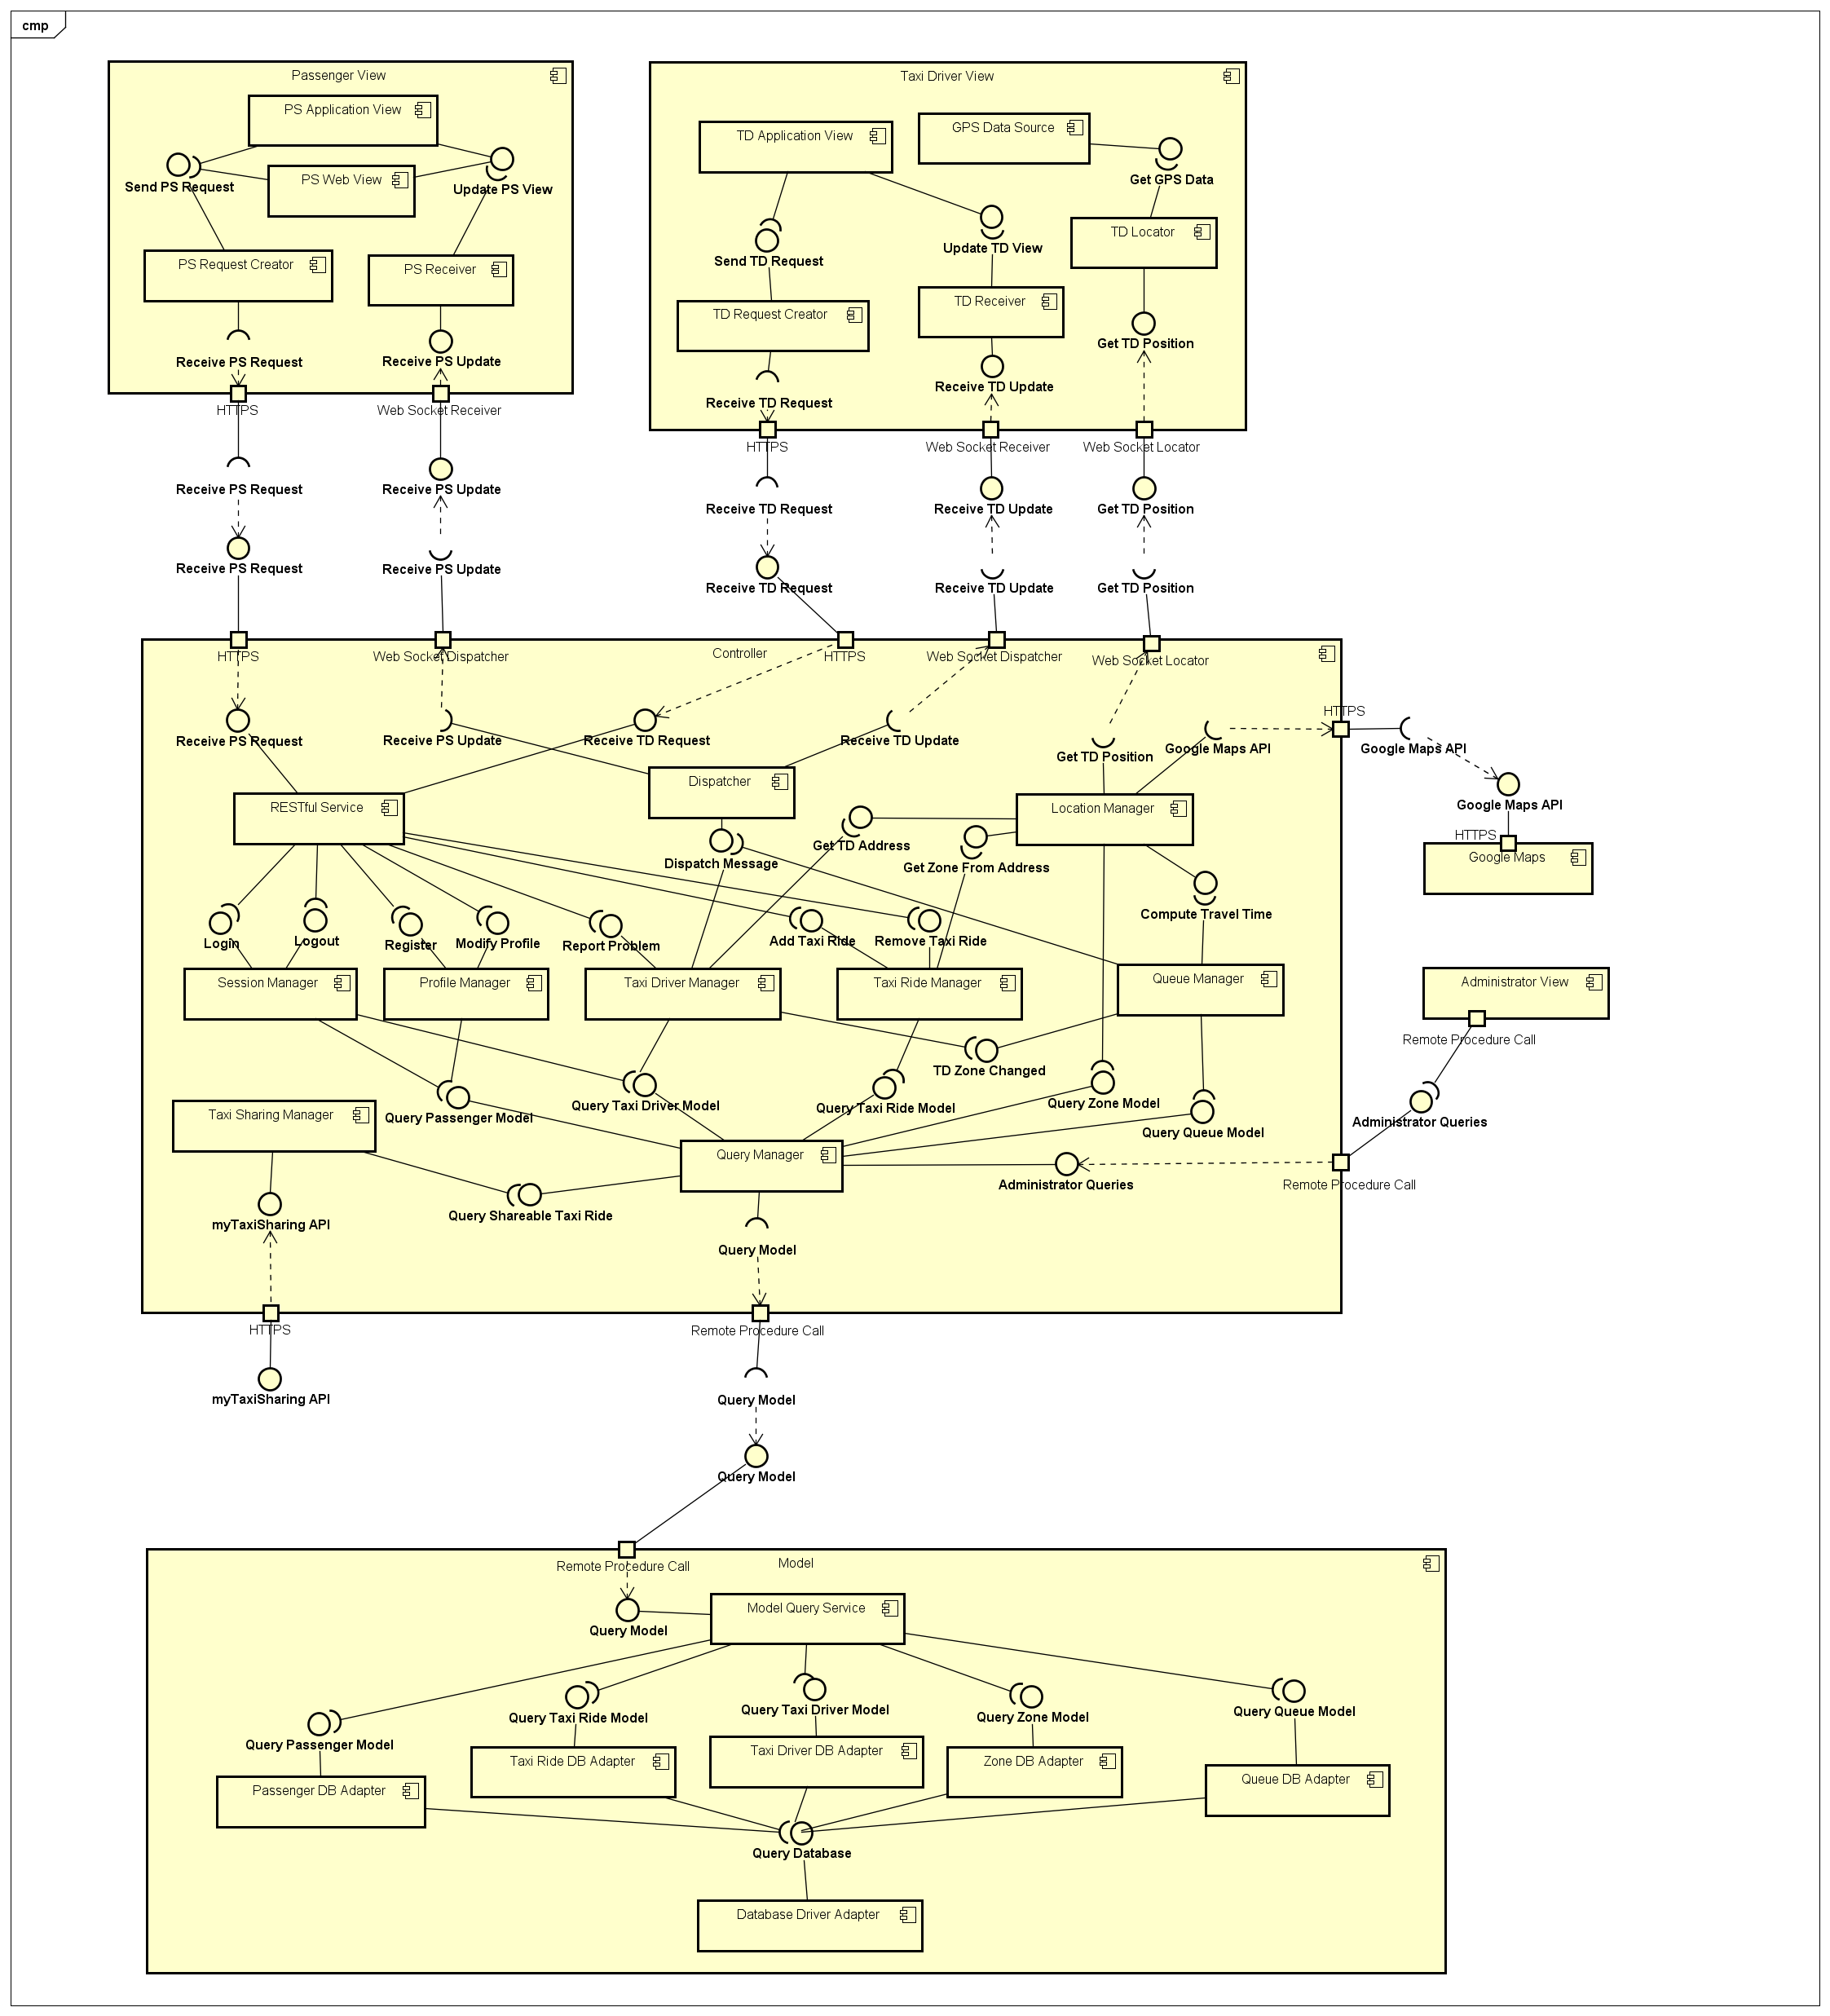 cmp
Passenger View
PS Application View
Send PS Request
PS Web View
Update PS View
PS Request Creator
PS Receiver
Receive PS Request
Receive PS Update
HTTPS
Web Socket Receiver
Taxi Driver View
TD Application View
GPS Data Source
Get GPS Data
Send TD Request
Update TD View
TD Locator
TD Request Creator
TD Receiver
Get TD Position
Receive TD Request
Receive TD Update
HTTPS
Web Socket Receiver
Web Socket Locator
Receive PS Request
Receive PS Update
Receive TD Request
Receive TD Update
Get TD Position
Receive PS Request
Receive PS Update
Receive TD Request
Receive TD Update
Get TD Position
HTTPS
Web Socket Dispatcher
Controller
HTTPS
Web Socket Dispatcher
Web Socket Locator
Receive PS Request
Receive PS Update
Receive TD Request
Receive TD Update
Get TD Position
Google Maps API
HTTPS
Google Maps API
Google Maps API
HTTPS
Google Maps
RESTful Service
Dispatcher
Location Manager
Dispatch Message
Get TD Address
Get Zone From Address
Compute Travel Time
Login
Logout
Register
Modify Profile
Report Problem
Add Taxi Ride
Remove Taxi Ride
Session Manager
Profile Manager
Taxi Driver Manager
Taxi Ride Manager
Queue Manager
Administrator View
Remote Procedure Call
TD Zone Changed
Taxi Sharing Manager
Query Passenger Model
Query Taxi Driver Model
Query Taxi Ride Model
Query Zone Model
Query Queue Model
Administrator Queries
Query Manager
Administrator Queries
Remote Procedure Call
myTaxiSharing API
Query Shareable Taxi Ride
Query Model
HTTPS
Remote Procedure Call
myTaxiSharing API
Query Model
Query Model
Remote Procedure Call
Model
Query Model
Model Query Service
Query Passenger Model
Query Taxi Ride Model
Query Taxi Driver Model
Query Zone Model
Query Queue Model
Passenger DB Adapter
Taxi Ride DB Adapter
Taxi Driver DB Adapter
Zone DB Adapter
Queue DB Adapter
Query Database
Database Driver Adapter